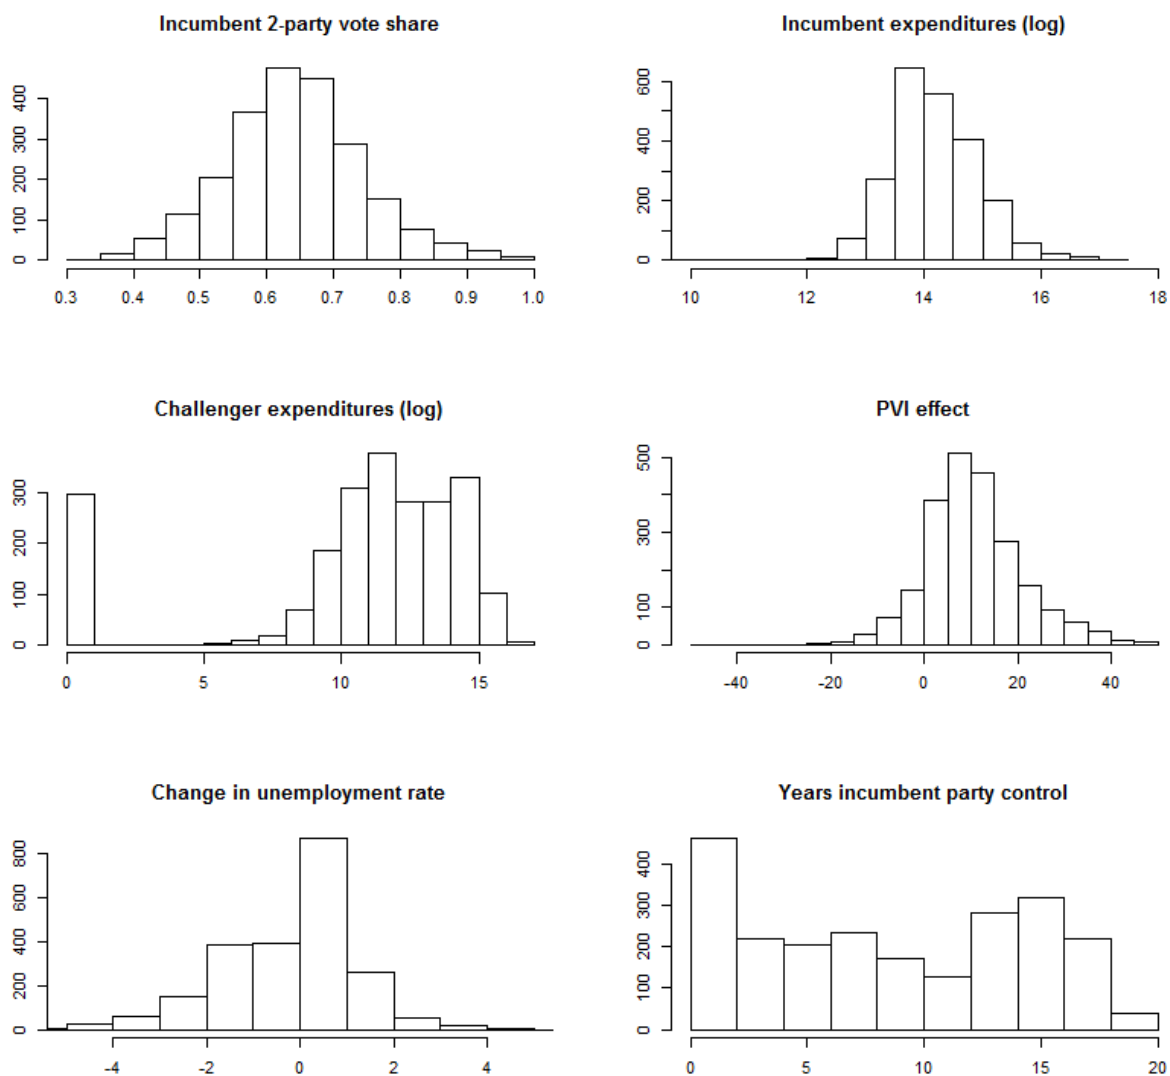 Incumbent 2-party vote share
0 100 200 300 400
0.3 0.4 0.5 0.6 0.7 0.8 0.9 1.0
Incumbent expenditures (log)
0 200 400 600
10 12 14 16 18
Challenger expenditures (log)
0 100 200 300
0 5 10 15
PVI effect
0 100 300 500
-40 -20 0 20 40
Change in unemployment rate
0 200 400 600 800
-4 -2 0 2 4
Years incumbent party control
0 100 200 300 400
0 5 10 15 20